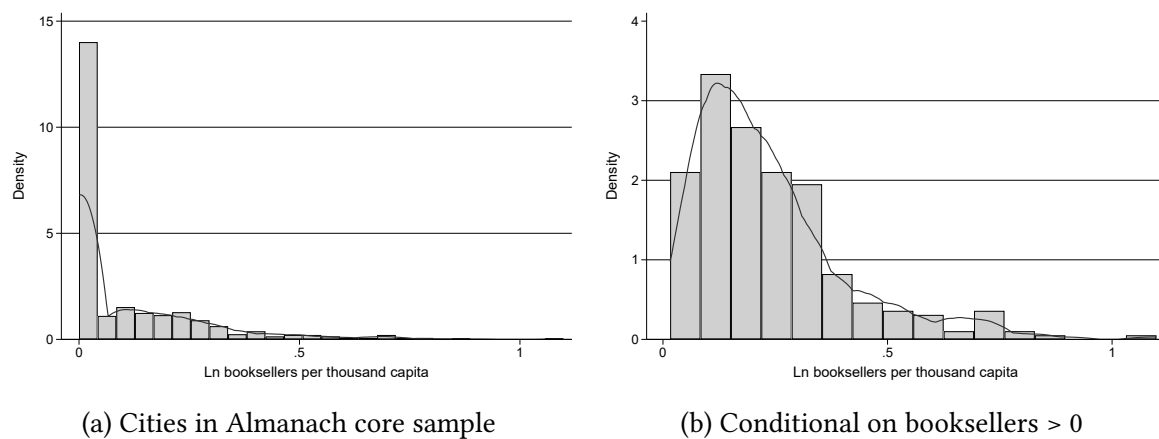 15
10
5
0
Density
0
.5
1
Ln booksellers per thousand capita
(a) Cities in Almanach core sample
4
3
2
1
0
Density
0
.5
1
Ln booksellers per thousand capita
(b) Conditional on booksellers > 0